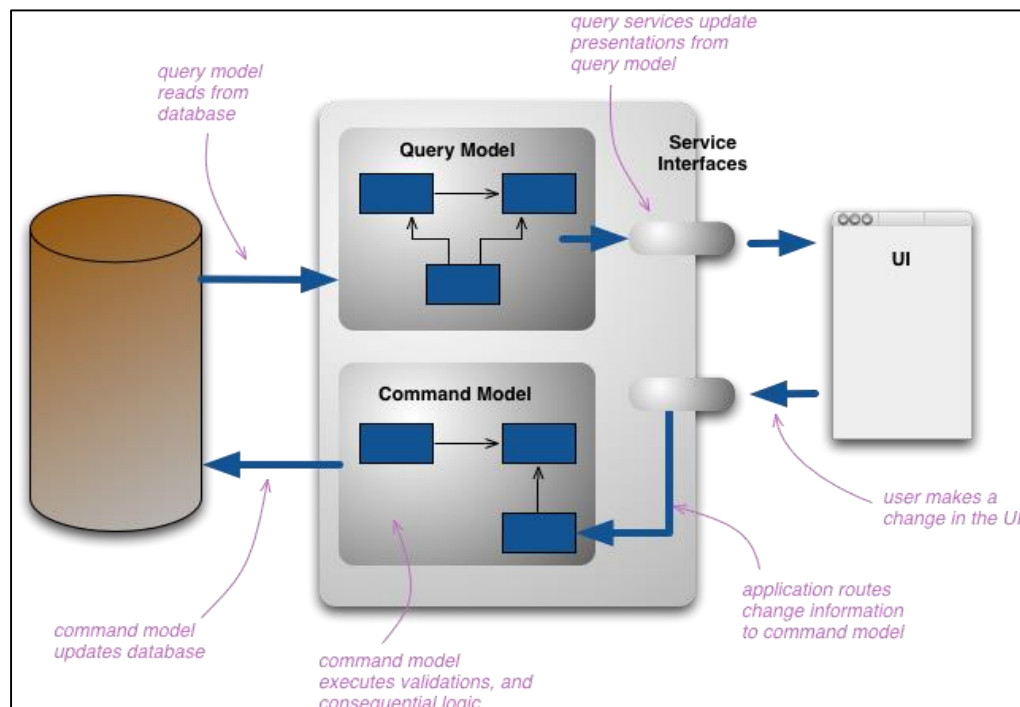 query services update
presentations from
query model
query model
reads from
database
Query Model
Service
Interfaces
UI
Command Model
user makes a
change in the UI
application routes
change information
to command model
command model
updates database
command model
executes validations, and
consequential logic